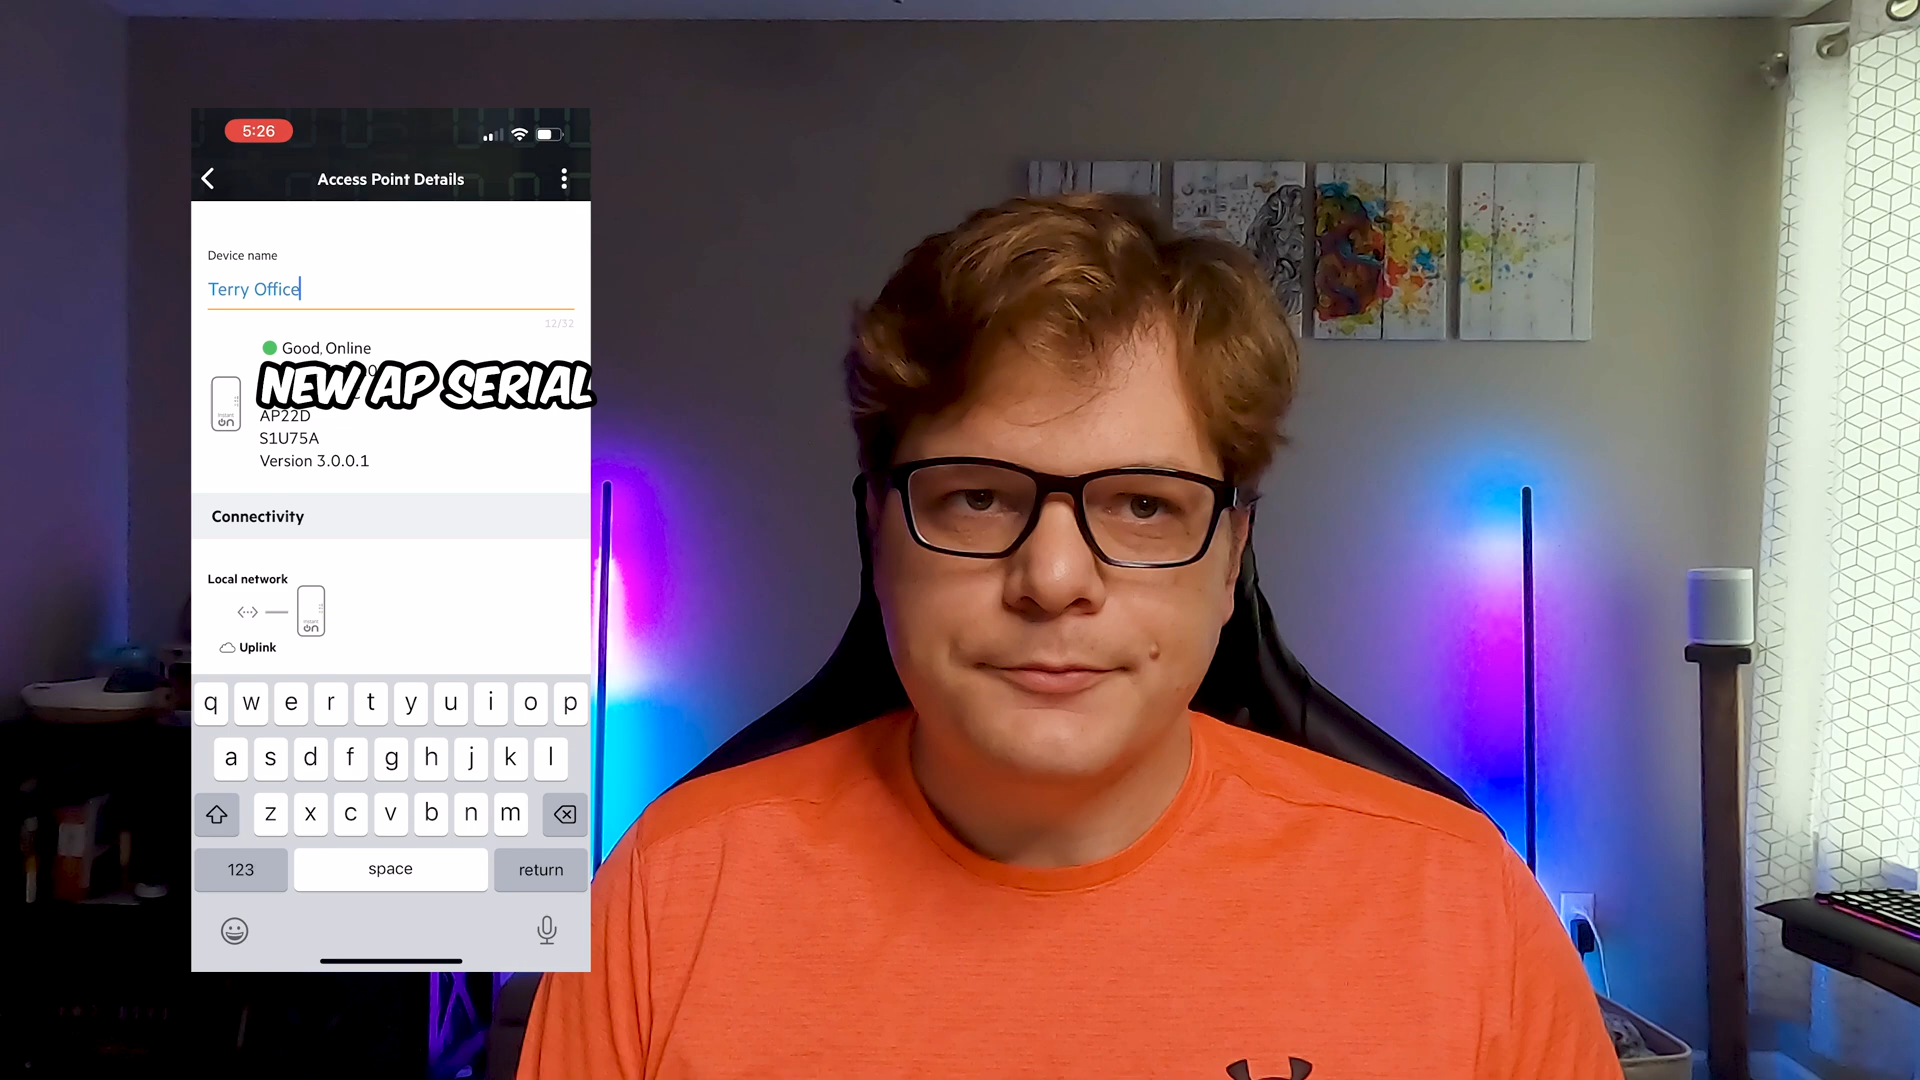 5:26
Access Point Details
Device name
Terry Office
12/32
Good, Online
NEW AP SERIAL
AP22D
S1U75A
Version 3.0.0.1
Connectivity
Local network
Uplink
q w e r t y u i o p
a s d f g h j k l
z x c v b n m
123 space return